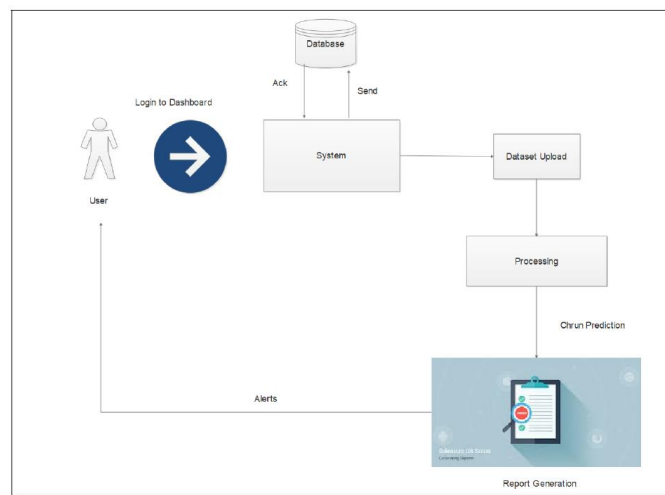 Database
Ack
Send
Login to Dashboard
System
Dataset Upload
User
Processing
Chrun Prediction
Alerts
Report Generation